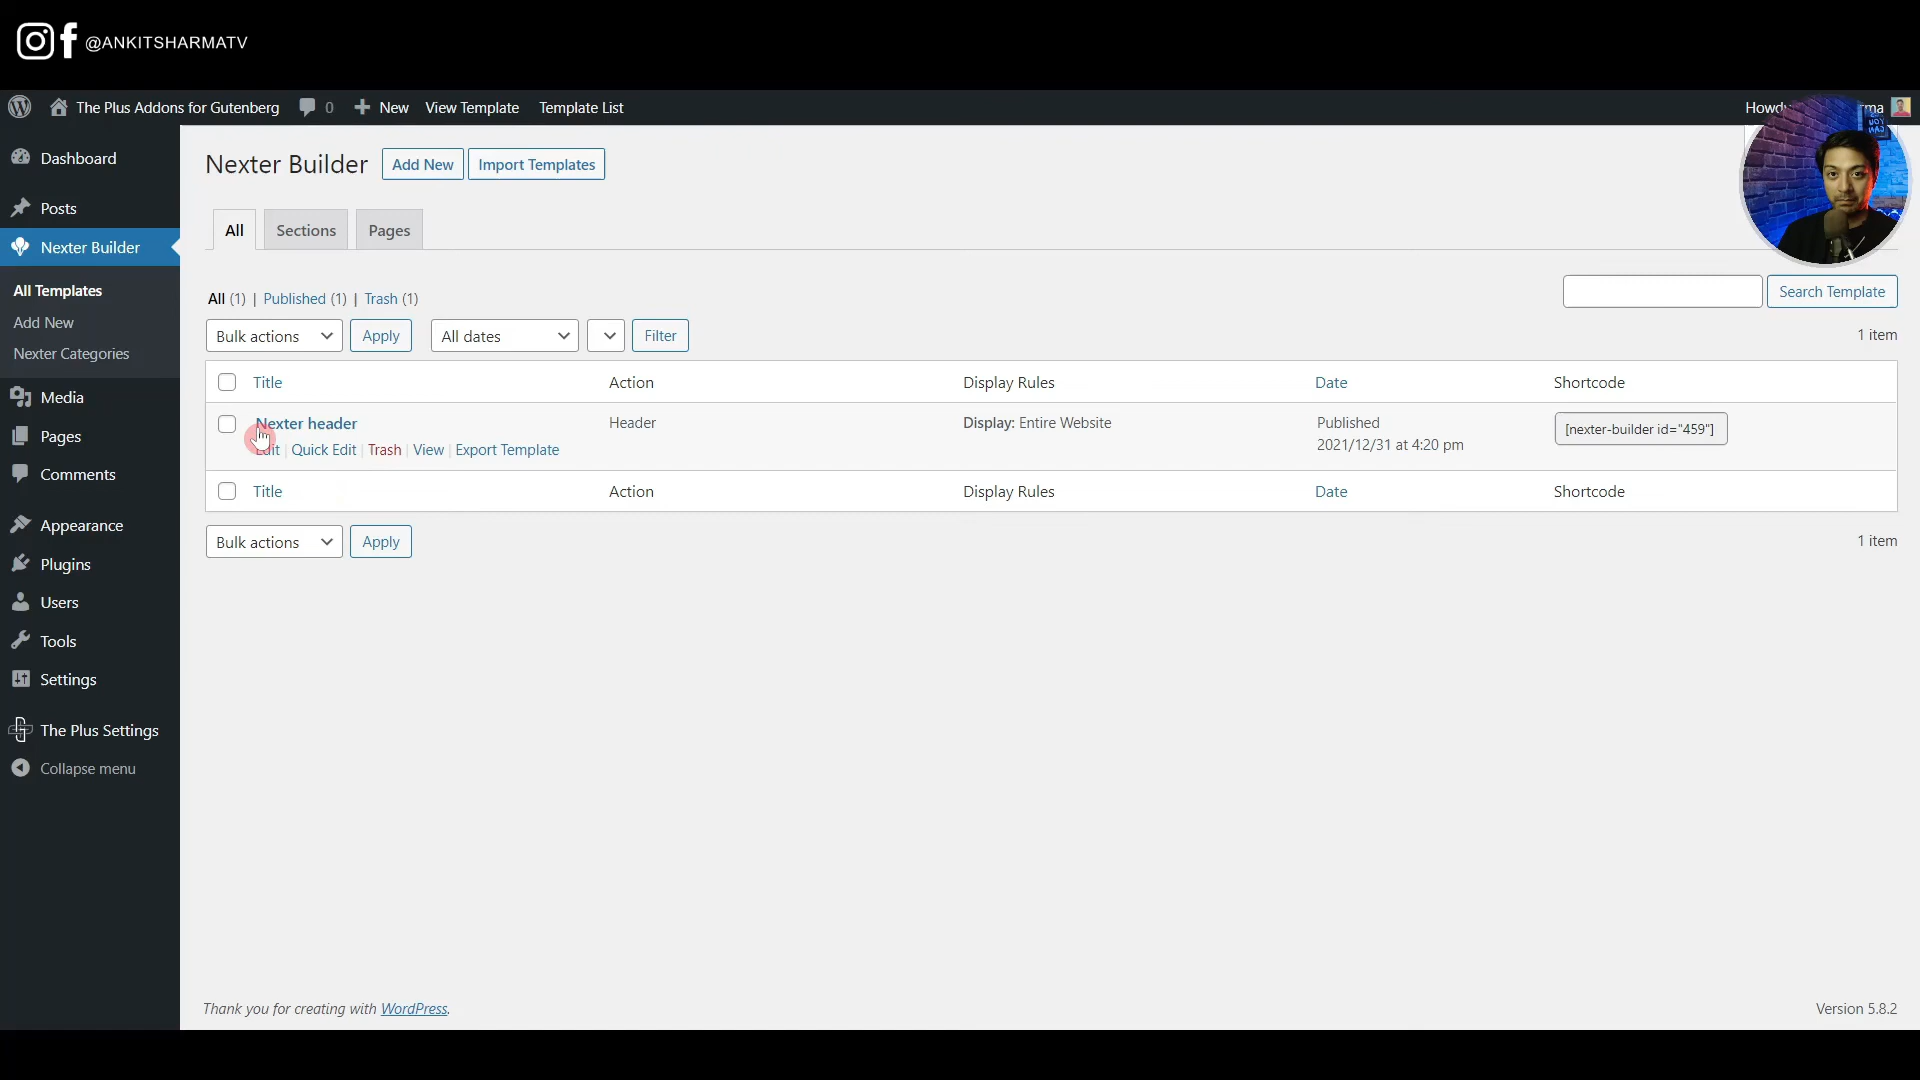 @ANKITSHARMATV
The Plus Addons for Gutenberg 0 New View Template Template List
Dashboard
Posts
Nexter Builder
All Templates
Add New
Nexter Categories
Media
Pages
Comments
Appearance
Plugins
Users
Tools
Settings
The Plus Settings
Collapse menu
Nexter Builder Add New Import Templates
All Sections Pages
All (1) | Published (1) | Trash (1)
Search Template
Bulk actions Apply All dates Filter
1 item
Title Action Display Rules Date Shortcode
Nexter header Header Display: Entire Website Published [nexter-builder id="459"]
Edit | Quick Edit | Trash | View | Export Template 2021/12/31 at 4:20 pm
Title Action Display Rules Date Shortcode
Bulk actions Apply 1 item
Thank you for creating with WordPress. Version 5.8.2